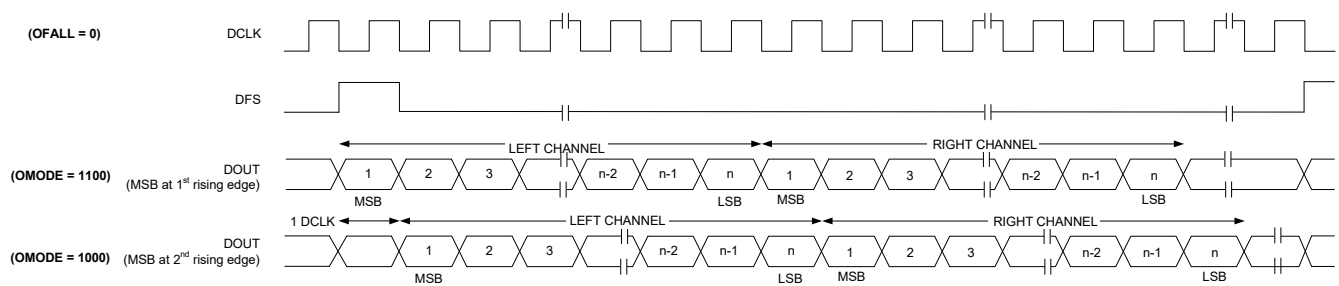 (OFALL = 0) DCLK
DFS
LEFT CHANNEL RIGHT CHANNEL
(OMODE = 1100) DOUT 1 2 3 n-2 n-1 n 1 2 3 n-2 n-1 n
(MSB at 1st rising edge)
MSB LSB MSB LSB
1 DCLK LEFT CHANNEL RIGHT CHANNEL
(OMODE = 1000) DOUT 1 2 3 n-2 n-1 n 1 2 3 n-2 n-1 n
(MSB at 2nd rising edge)
MSB LSB MSB LSB